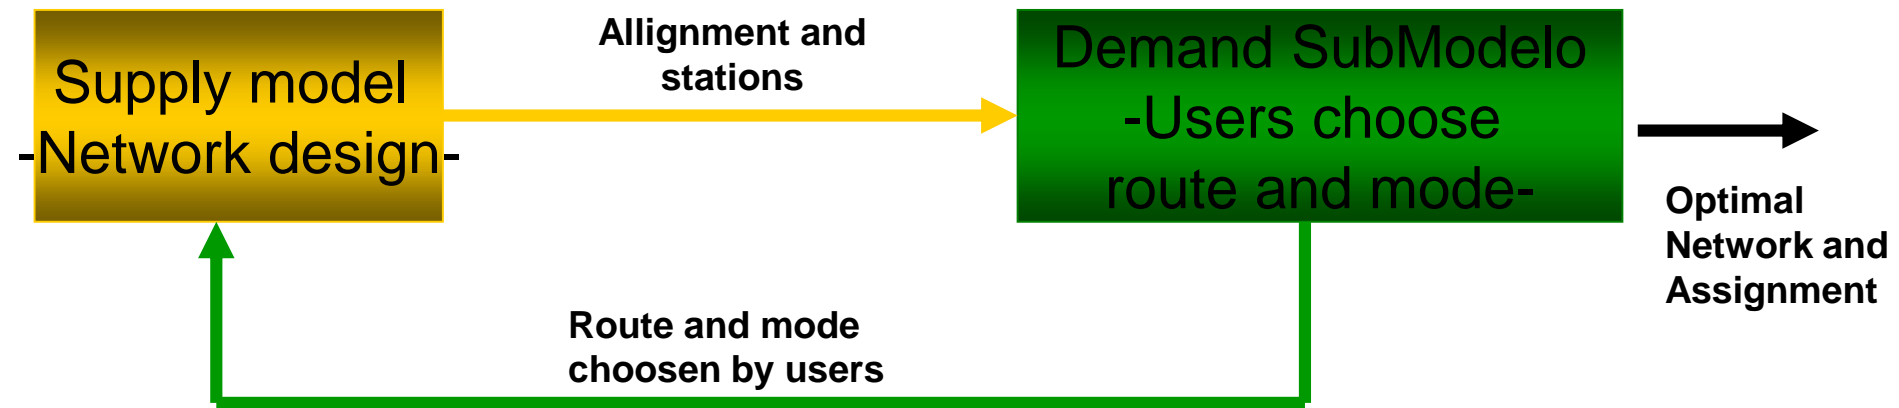 Supply model
-Network design-
Allignment and
stations
Demand SubModelo
-Users choose
route and mode-
Optimal
Network and
Assignment
Route and mode
choosen by users